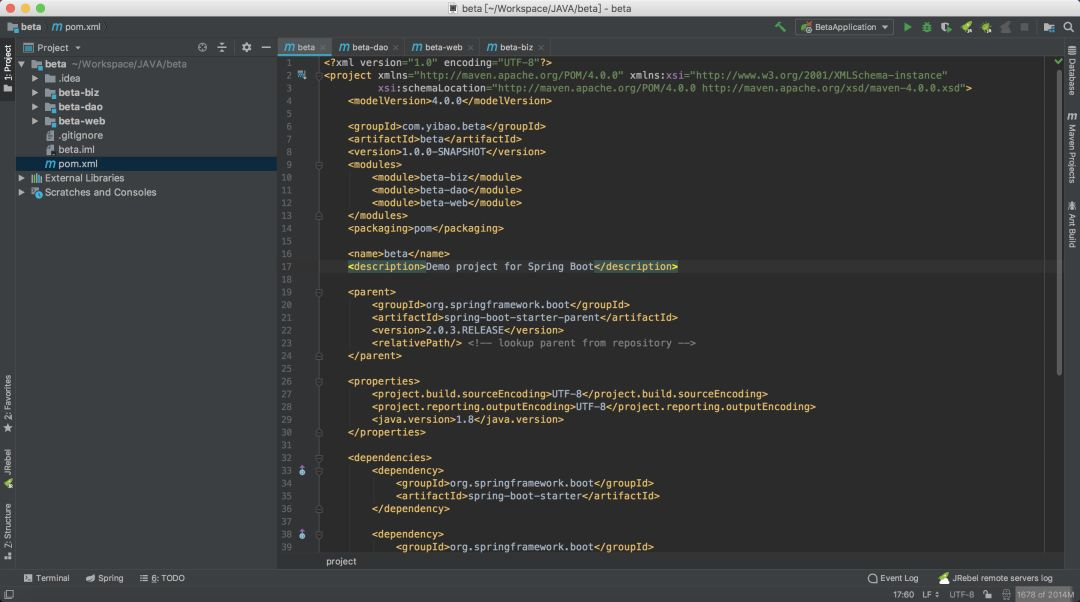 beta [~/Workspace/JAVA/beta] - beta
beta
pom.xml
BetaApplication
Project
beta
beta-dao
beta-web
beta-biz
1: Project
2: Favorites
JRebel
Z: Structure
beta ~/Workspace/JAVA/beta
.idea
beta-biz
beta-dao
beta-web
.gitignore
beta.iml
pom.xml
External Libraries
Scratches and Consoles
1 <?xml version="1.0" encoding="UTF-8"?>
2 <project xmlns="http://maven.apache.org/POM/4.0.0" xmlns:xsi="http://www.w3.org/2001/XMLSchema-instance"
3 xsi:schemaLocation="http://maven.apache.org/POM/4.0.0 http://maven.apache.org/xsd/maven-4.0.0.xsd">
4 <modelVersion>4.0.0</modelVersion>
5
6 <groupId>com.yibao.beta</groupId>
7 <artifactId>beta</artifactId>
8 <version>1.0.0-SNAPSHOT</version>
9 <modules>
10 <module>beta-biz</module>
11 <module>beta-dao</module>
12 <module>beta-web</module>
13 </modules>
14 <packaging>pom</packaging>
15
16 <name>beta</name>
17 <description>Demo project for Spring Boot</description>
18
19 <parent>
20 <groupId>org.springframework.boot</groupId>
21 <artifactId>spring-boot-starter-parent</artifactId>
22 <version>2.0.3.RELEASE</version>
23 <relativePath/> <!-- lookup parent from repository -->
24 </parent>
25
26 <properties>
27 <project.build.sourceEncoding>UTF-8</project.build.sourceEncoding>
28 <project.reporting.outputEncoding>UTF-8</project.reporting.outputEncoding>
29 <java.version>1.8</java.version>
30 </properties>
31
32 <dependencies>
33 <dependency>
34 <groupId>org.springframework.boot</groupId>
35 <artifactId>spring-boot-starter</artifactId>
36 </dependency>
37
38 <dependency>
39 <groupId>org.springframework.boot</groupId>
project
Database
Maven Projects
Ant Build
Terminal
Spring
6: TODO
Event Log
JRebel remote servers log
17:60
LF
UTF-8
1678 of 2014M